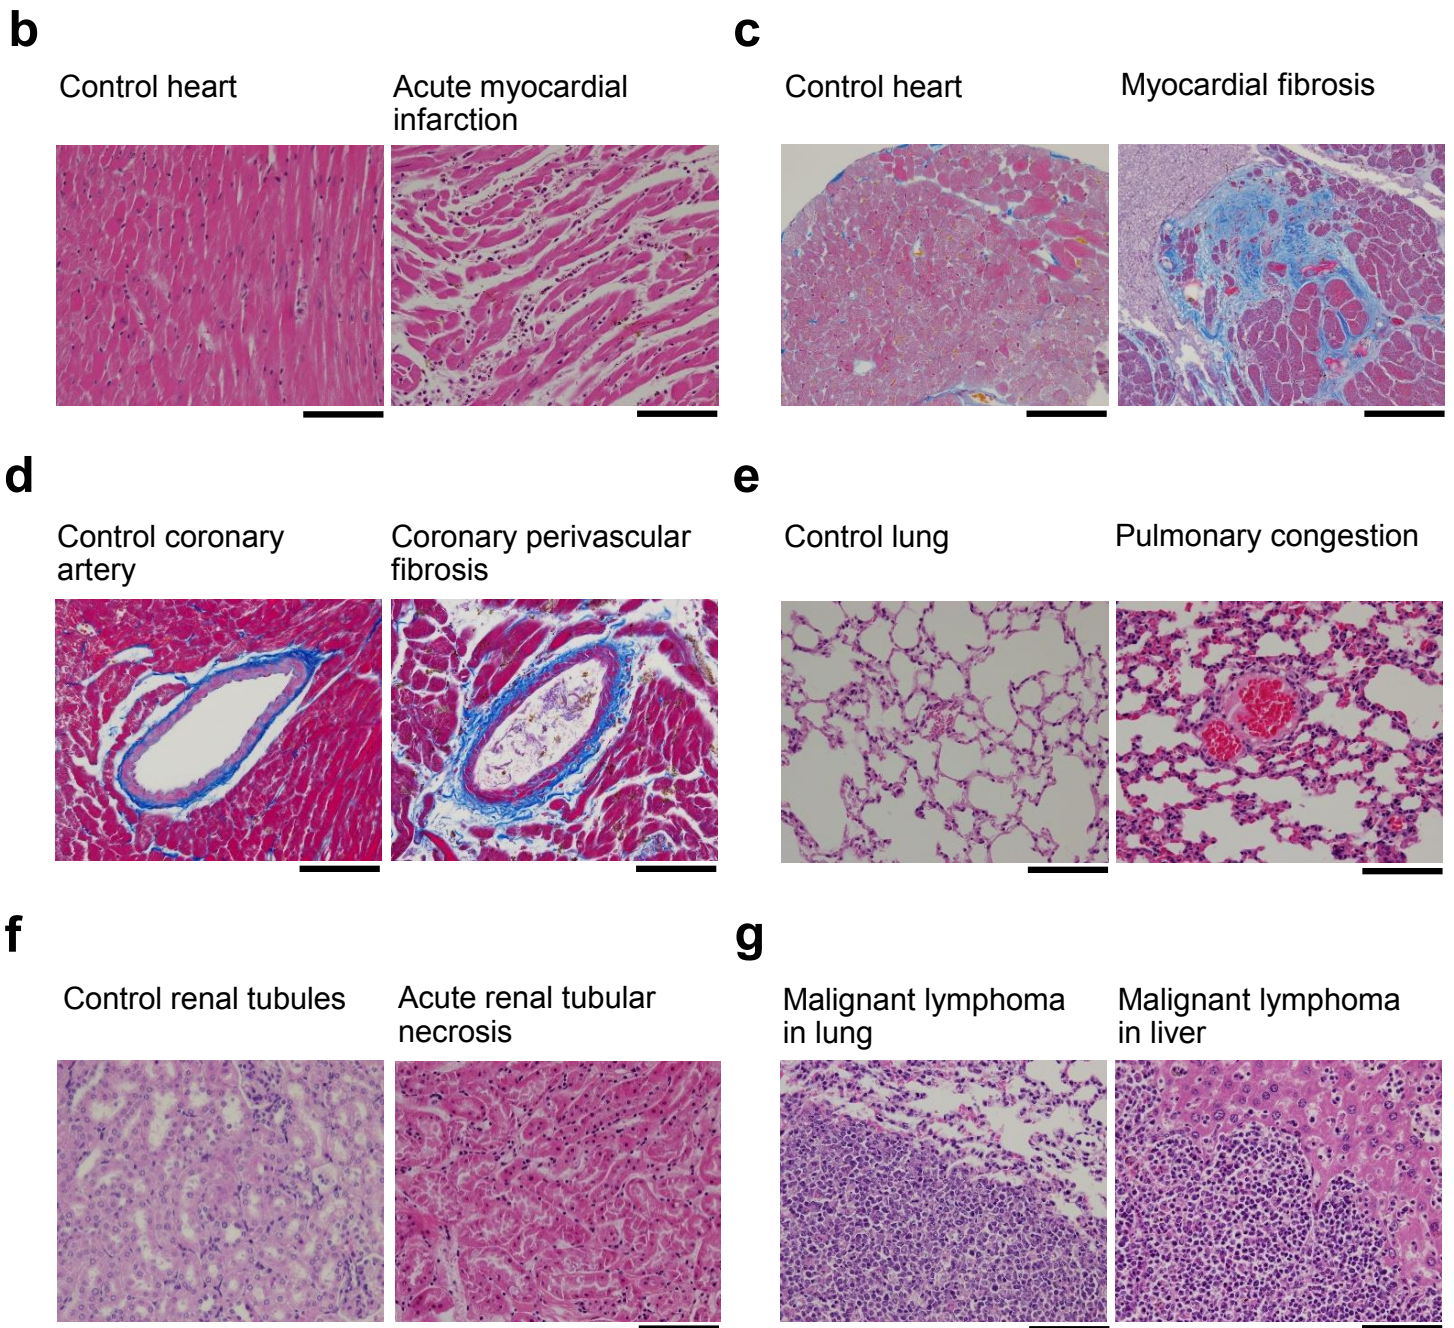 b
c
Control heart
Acute myocardial
infarction
Control heart
Myocardial fibrosis
d
e
Control coronary
artery
Coronary perivascular
fibrosis
Control lung
Pulmonary congestion
f
g
Control renal tubules
Acute renal tubular
necrosis
Malignant lymphoma
in lung
Malignant lymphoma
in liver